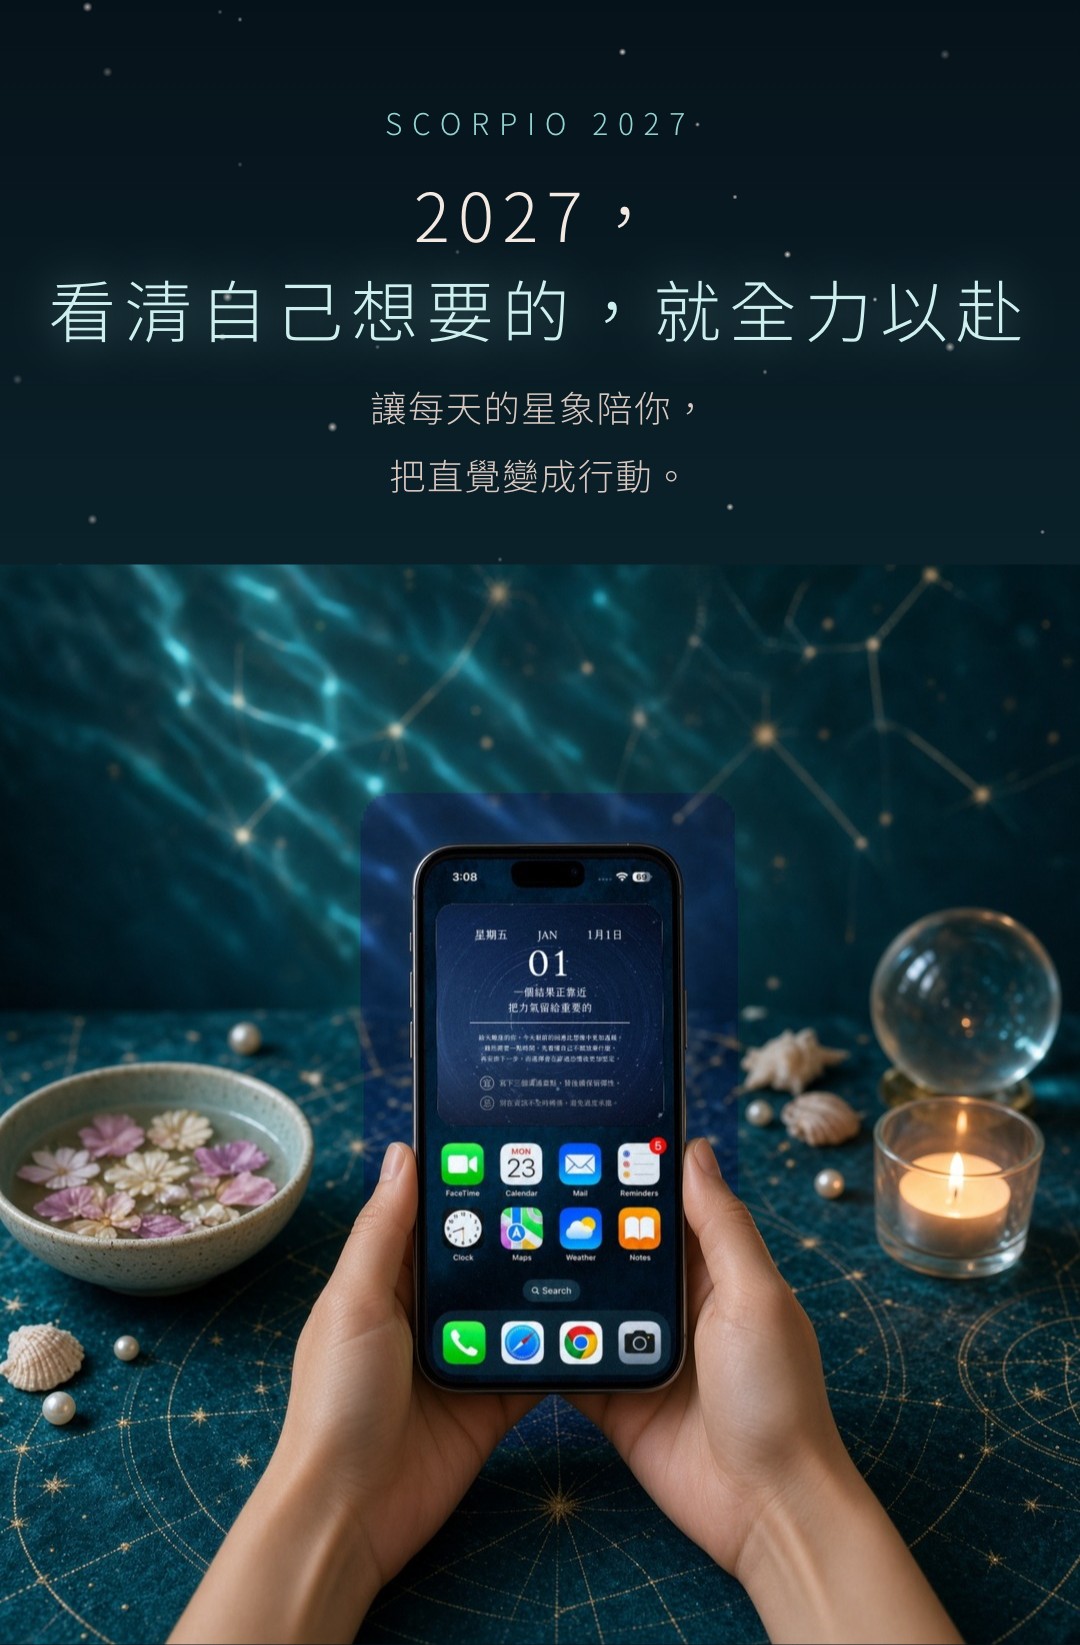 SCORPIO 2027
2027，
看清自己想要的，就全力以赴
讓每天的星象陪你，
把直覺變成行動。
3:08
69
星期五 JAN 1月1日
01
一個結果正靠近
把力氣留給重要的
宜
忌
5
MON
23
FaceTime Calendar Mail Reminders
Clock Maps Weather Notes
Search